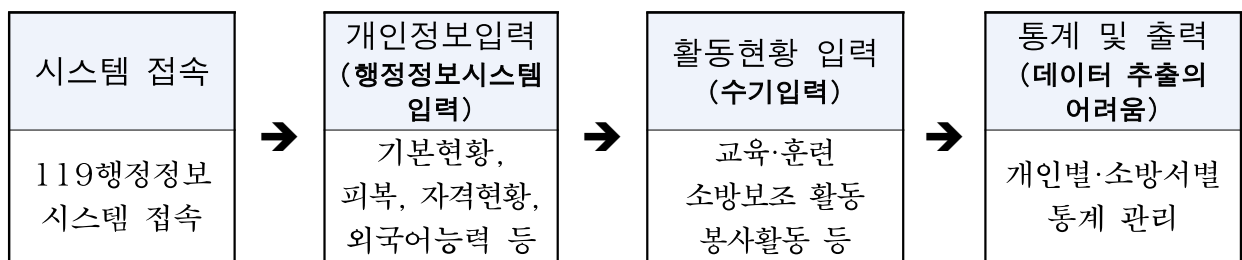 시스템 접속
119행정정보
시스템 접속
➔
개인정보입력
(행정정보시스템
입력)
기본현황,
피복, 자격현황,
외국어능력 등
➔
활동현황 입력
(수기입력)
교육·훈련
소방보조 활동
봉사활동 등
➔
통계 및 출력
(데이터 추출의
어려움)
개인별·소방서별
통계 관리